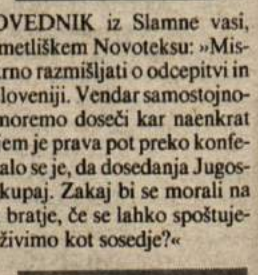 OVEDNIK iz Slamne vasi,
metliškem Novoteksu: »Mis-
rno razmišljati o odcepitvi in
loveniji. Vendar samostojno-
moremo doseči kar naenkrat
jem je prava pot preko konfe-
alo se je, da dosedanja Jugos-
kupaj. Zakaj bi se morali na
bratje, če se lahko spoštuje-
živimo kot sosedje?«